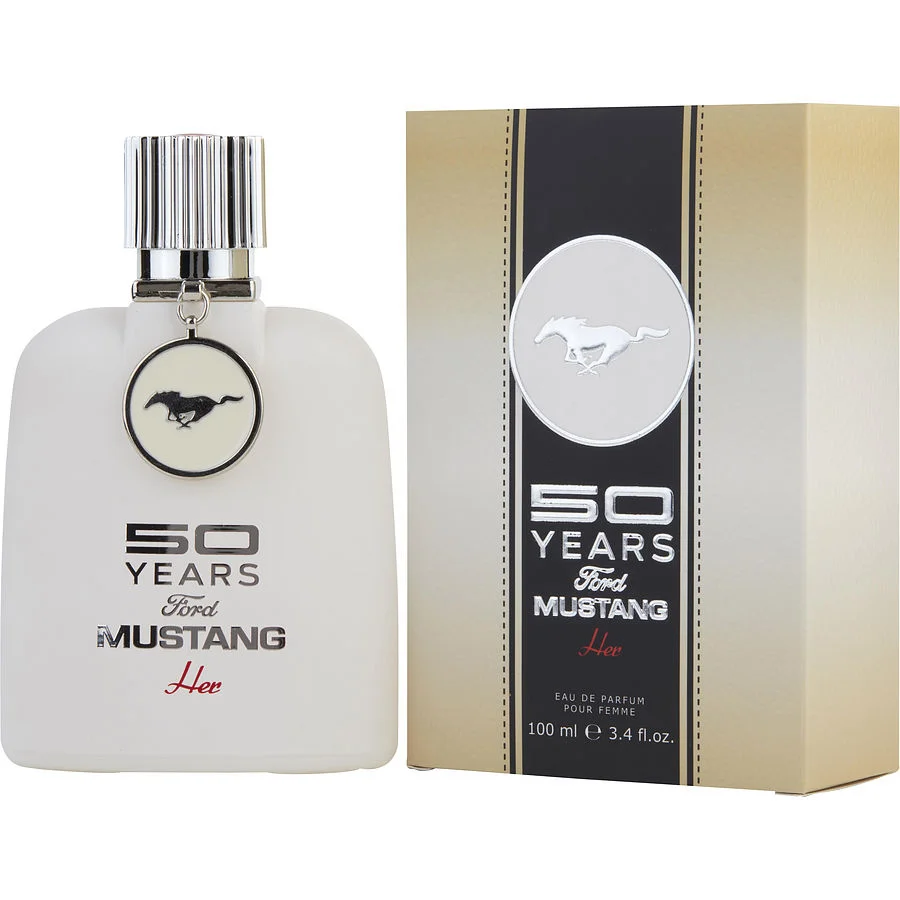 50
YEARS
Ford
MUSTANG
Her
50
YEARS
Ford
MUSTANG
Her
EAU DE PARFUM
POUR FEMME
100 ml ℮ 3.4 fl.oz.